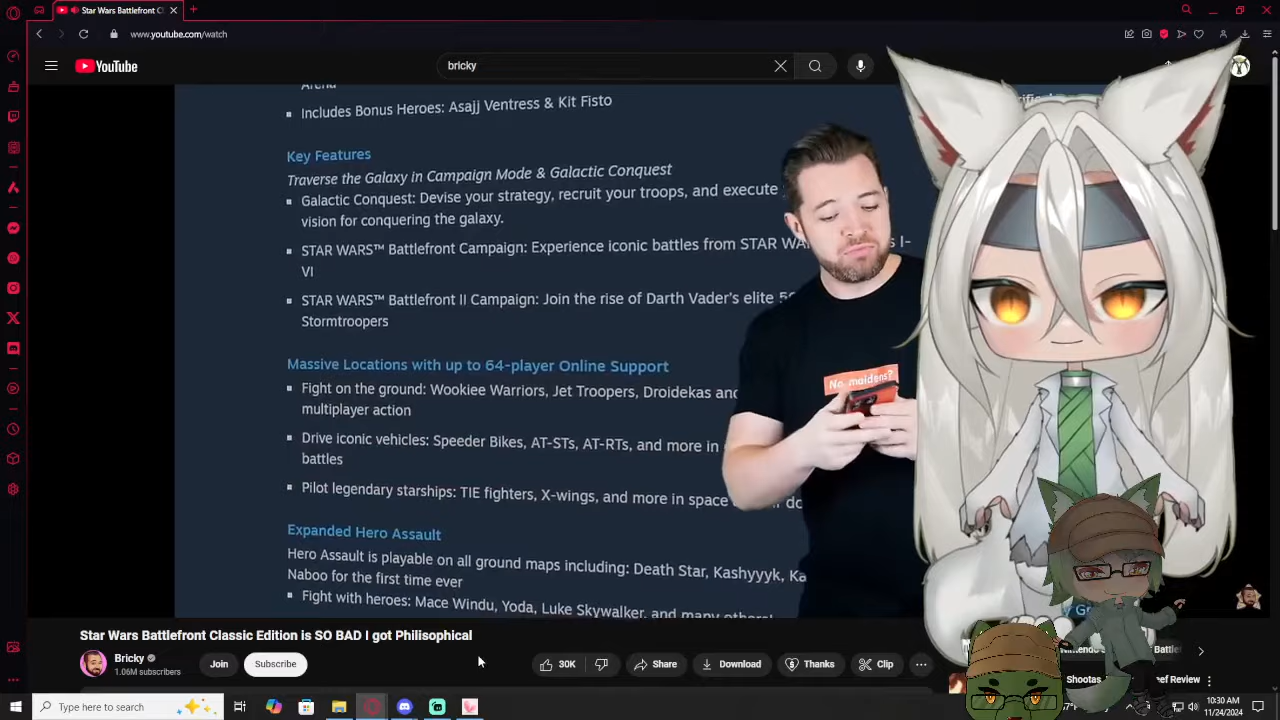 Star Wars Battlefront Cl
www.youtube.com/watch
YouTube
bricky
Arena
Includes Bonus Heroes: Asajj Ventress & Kit Fisto
Key Features
Traverse the Galaxy in Campaign Mode & Galactic Conquest
Galactic Conquest: Devise your strategy, recruit your troops, and execute
vision for conquering the galaxy.
STAR WARS™ Battlefront Campaign: Experience iconic battles from STAR WA I-
VI
STAR WARS™ Battlefront II Campaign: Join the rise of Darth Vader's elite 50
Stormtroopers
Massive Locations with up to 64-player Online Support
Fight on the ground: Wookiee Warriors, Jet Troopers, Droidekas and
multiplayer action
No maidens?
Drive iconic vehicles: Speeder Bikes, AT-STs, AT-RTs, and more in
battles
Pilot legendary starships: TIE fighters, X-wings, and more in space
Expanded Hero Assault
Hero Assault is playable on all ground maps including: Death Star, Kashyyyk, Ka
Naboo for the first time ever
Fight with heroes: Mace Windu, Yoda, Luke Skywalker, and many others!
Star Wars Battlefront Classic Edition is SO BAD I got Philisophical
Bricky
1.06M subscribers
Join
Subscribe
30K
Share
Download
Thanks
Clip
Battlef
Shootas
ef Review
Type here to search
10:30 AM
11/24/2024